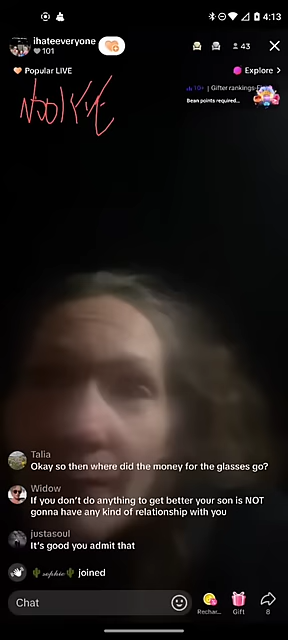 4:13
ihateeveryone
101
43
Popular LIVE
Explore >
10+ | Gifter rankings-F
Bean points required...
Talia
Okay so then where did the money for the glasses go?
Widow
If you don't do anything to get better your son is NOT
gonna have any kind of relationship with you
justasoul
It's good you admit that
🌵 sophie 🌵 joined
Chat
Rechar...
Gift
8